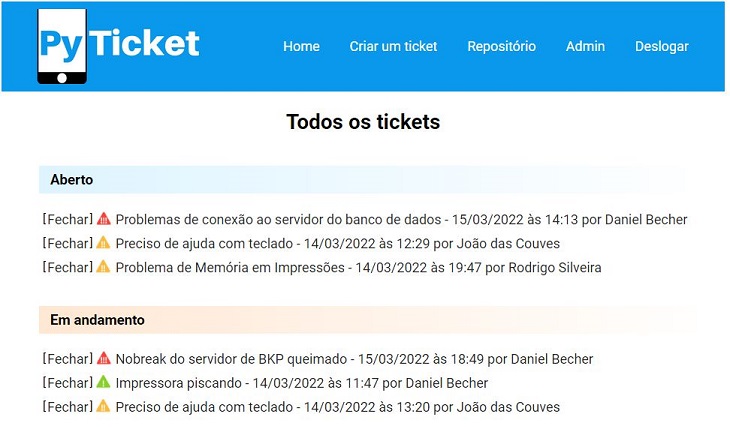 PyTicket
Home Criar um ticket Repositório Admin Deslogar
Todos os tickets
Aberto
[Fechar] Problemas de conexão ao servidor do banco de dados - 15/03/2022 às 14:13 por Daniel Becher
[Fechar] Preciso de ajuda com teclado - 14/03/2022 às 12:29 por João das Couves
[Fechar] Problema de Memória em Impressões - 14/03/2022 às 19:47 por Rodrigo Silveira
Em andamento
[Fechar] Nobreak do servidor de BKP queimado - 15/03/2022 às 18:49 por Daniel Becher
[Fechar] Impressora piscando - 14/03/2022 às 11:47 por Daniel Becher
[Fechar] Preciso de ajuda com teclado - 14/03/2022 às 13:20 por João das Couves